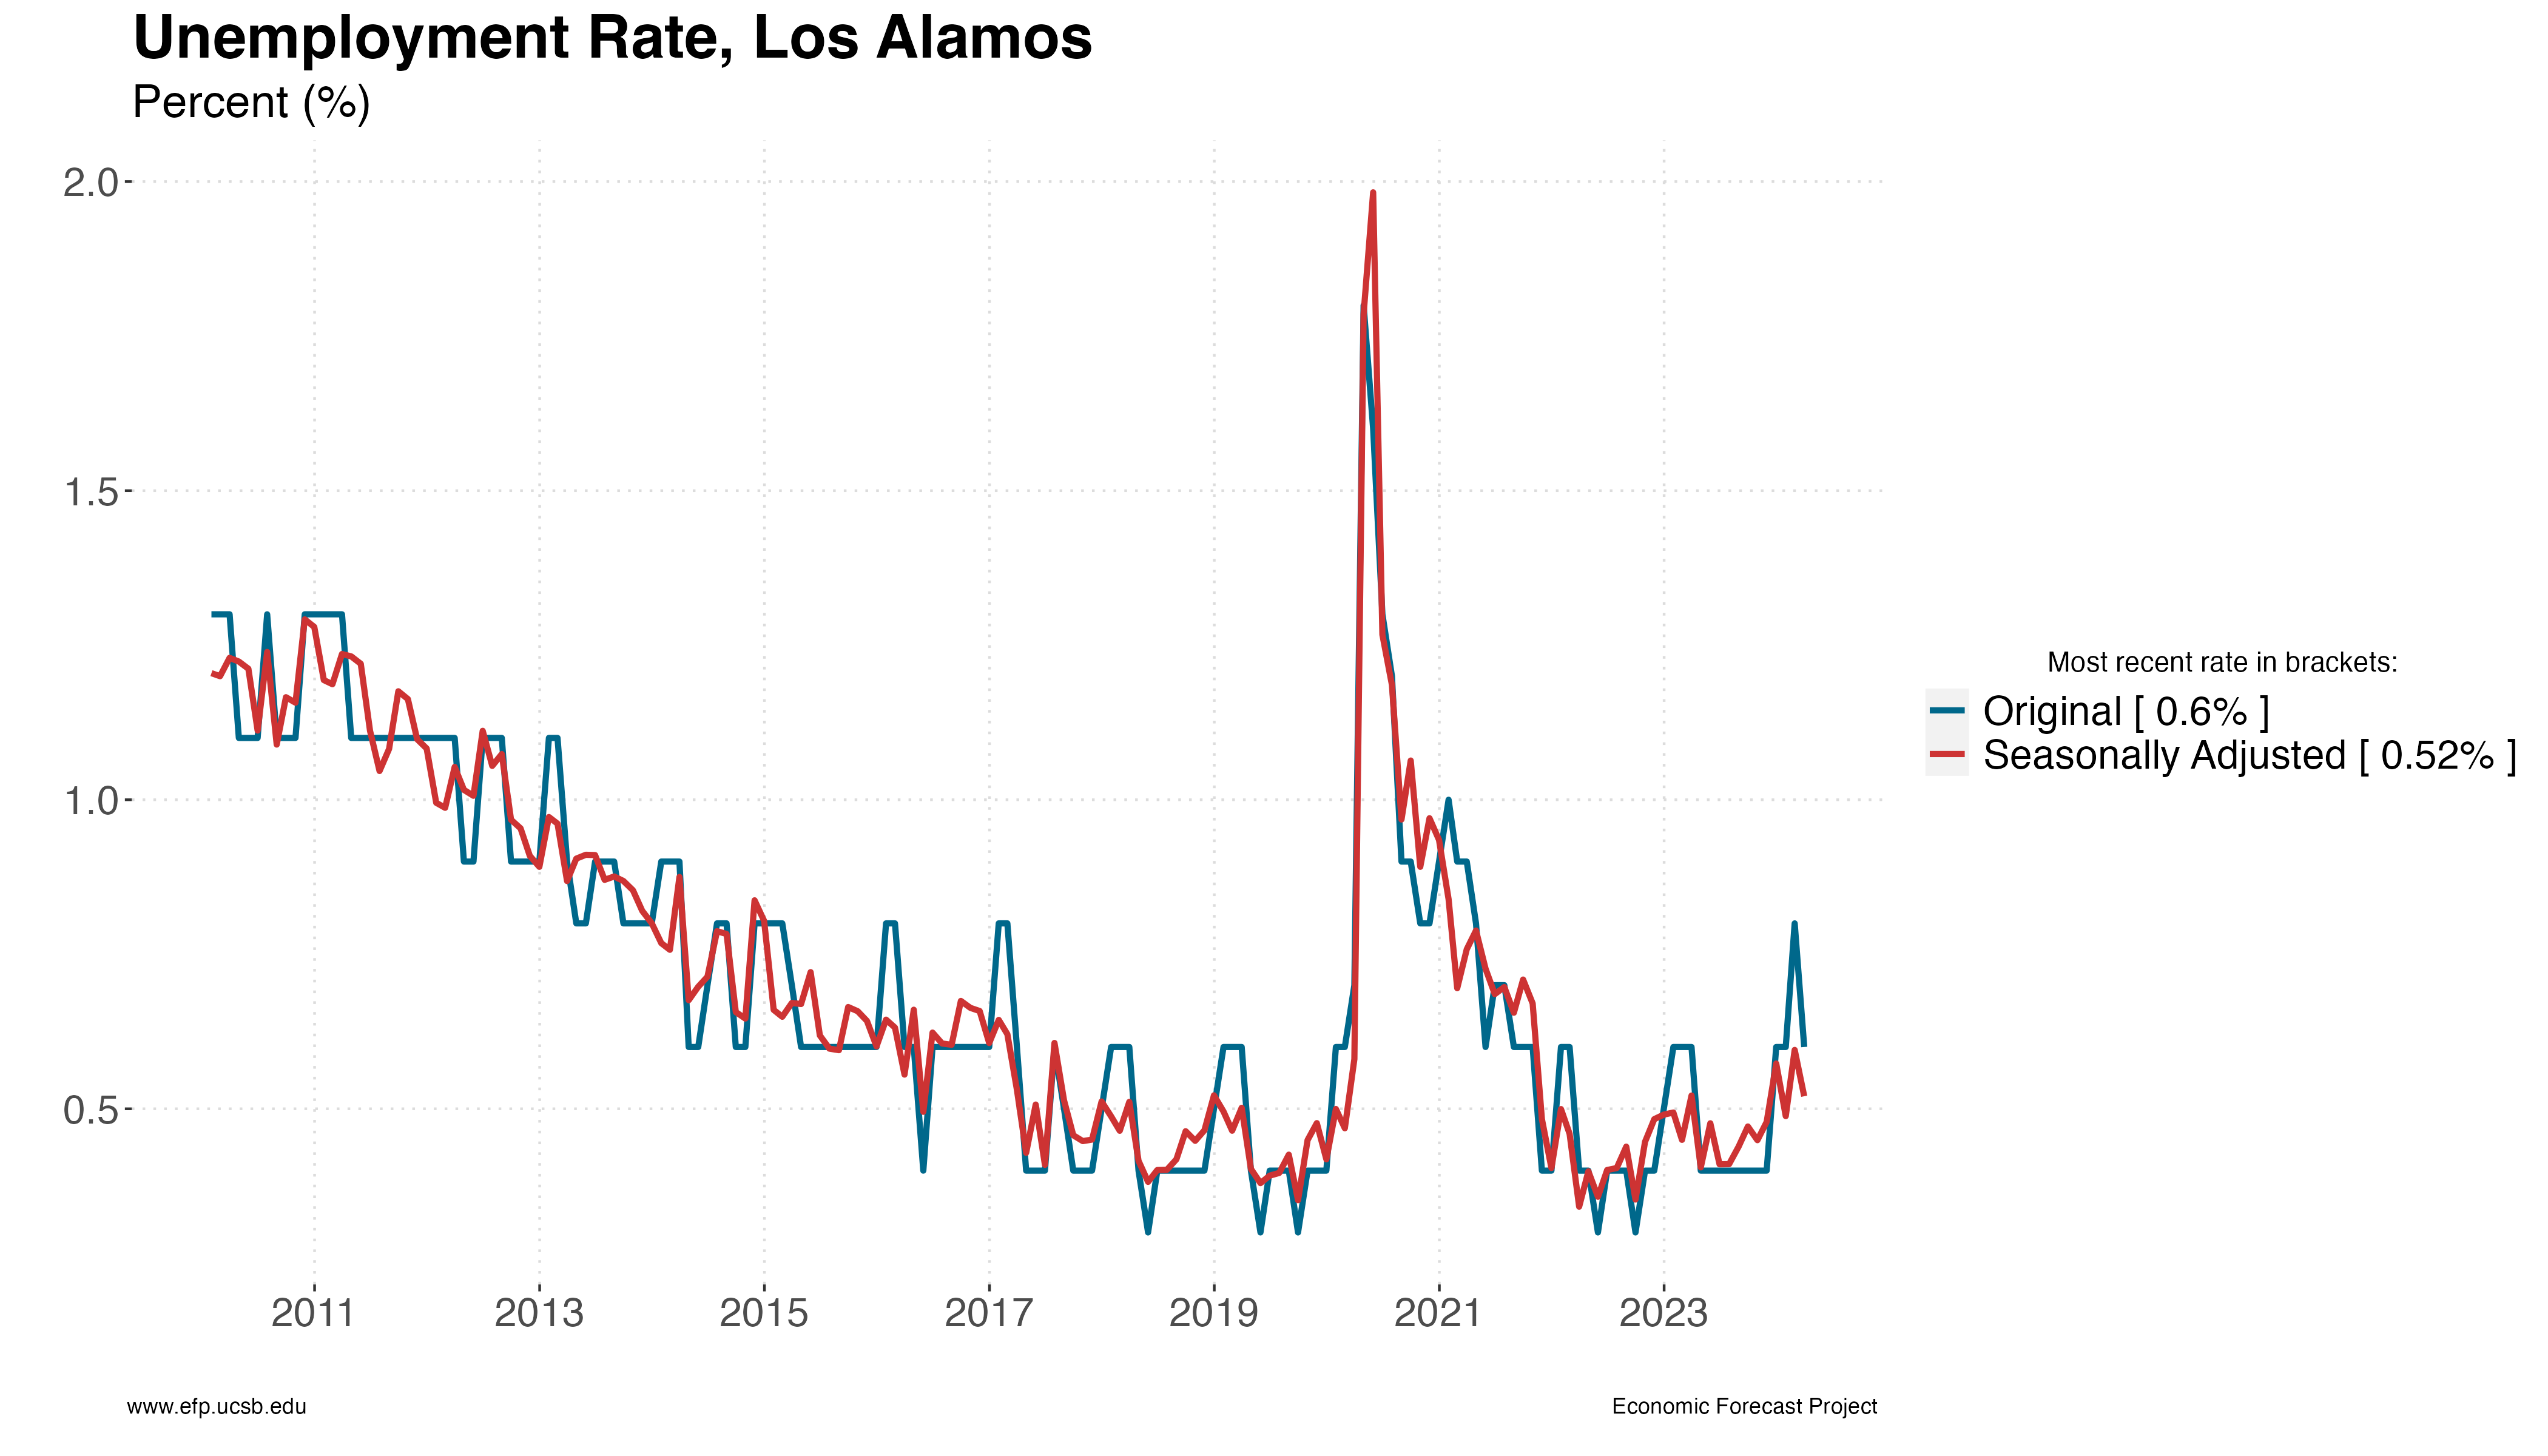 Unemployment Rate, Los Alamos
Percent (%)
2.0
1.5
1.0
0.5
2011 2013 2015 2017 2019 2021 2023
Most recent rate in brackets:
Original [ 0.6% ]
Seasonally Adjusted [ 0.52% ]
www.efp.ucsb.edu
Economic Forecast Project